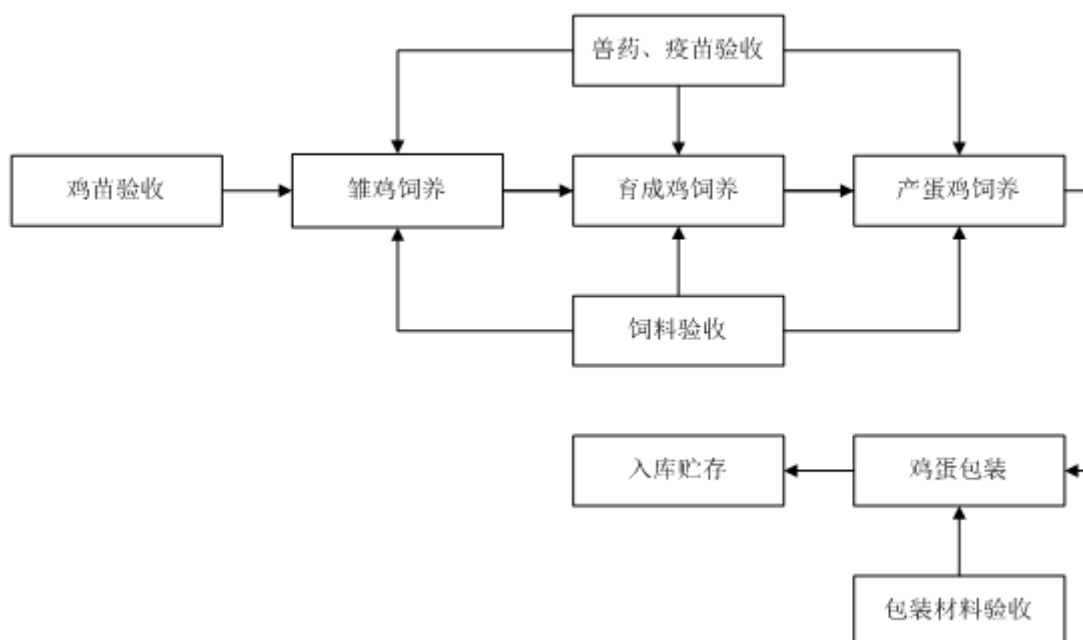 兽药、疫苗验收
鸡苗验收
雏鸡饲养
育成鸡饲养
产蛋鸡饲养
饲料验收
入库贮存
鸡蛋包装
包装材料验收